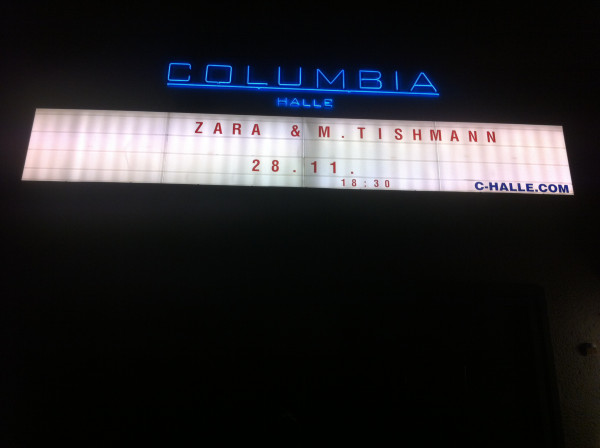 COLUMBIA
HALLE
ZARA & M. TISHMANN
28.11.
18:30
C-HALLE.COM